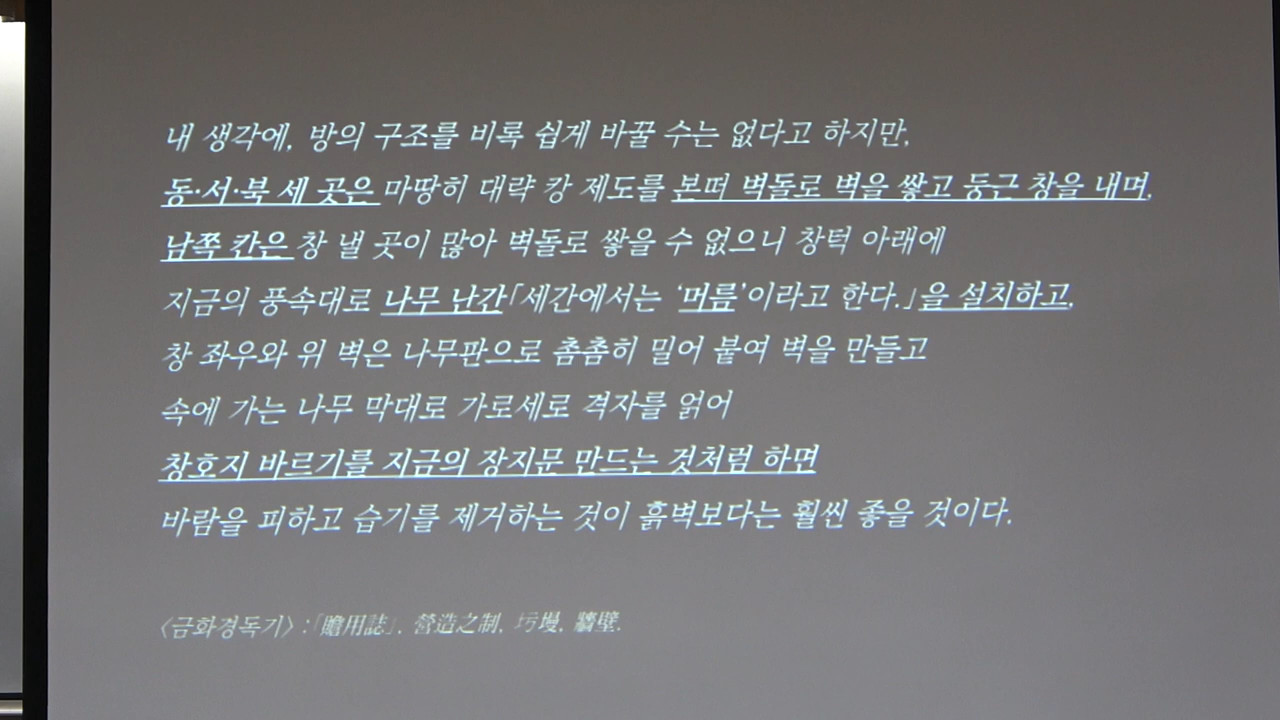 내 생각에, 방의 구조를 비록 쉽게 바꿀 수는 없다고 하지만,
동·서·북 세 곳은 마땅히 대략 캉 제도를 본떠 벽돌로 벽을 쌓고 둥근 창을 내며,
남쪽 칸은 창 낼 곳이 많아 벽돌로 쌓을 수 없으니 창턱 아래에
지금의 풍속대로 나무 난간「세간에서는 ‘머름’이라고 한다.」을 설치하고,
창 좌우와 위 벽은 나무판으로 촘촘히 밀어 붙여 벽을 만들고
속에 가는 나무 막대로 가로세로 격자를 얽어
창호지 바르기를 지금의 장지문 만드는 것처럼 하면
바람을 피하고 습기를 제거하는 것이 흙벽보다는 훨씬 좋을 것이다.
〈금화경독기〉:「贍用誌」. 營造之制, 圬墁, 牆壁.